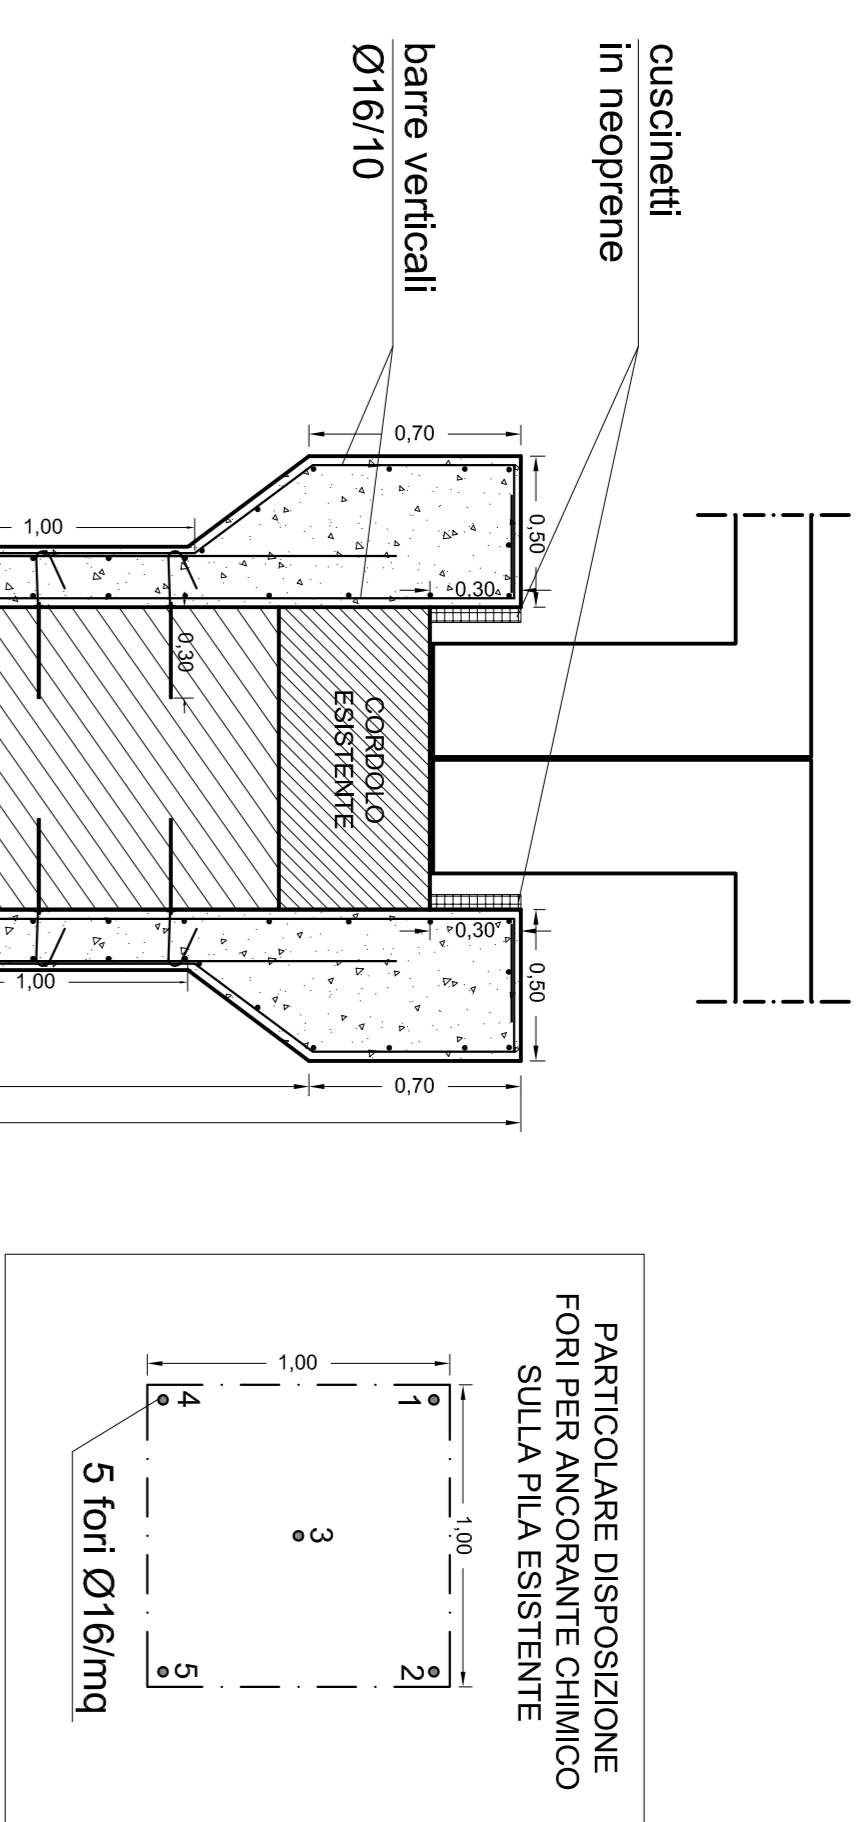 cuscinetti
in neoprene
barre verticali
Ø16/10
0,70
0,50
1,00
0,30
0,30
CORDOLO
ESISTENTE
0,30
0,50
1,00
0,70
PARTICOLARE DISPOSIZIONE
FORI PER ANCORANTE CHIMICO
SULLA PILA ESISTENTE
1,00
1,00
1
2
3
4
5
5 fori Ø16/mq